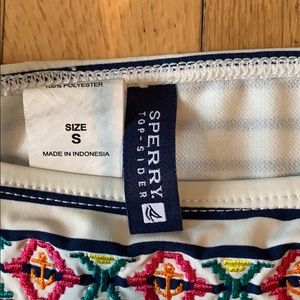 100% POLYESTER
SIZE
S
MADE IN INDONESIA
SPERRY
TOP-SIDER